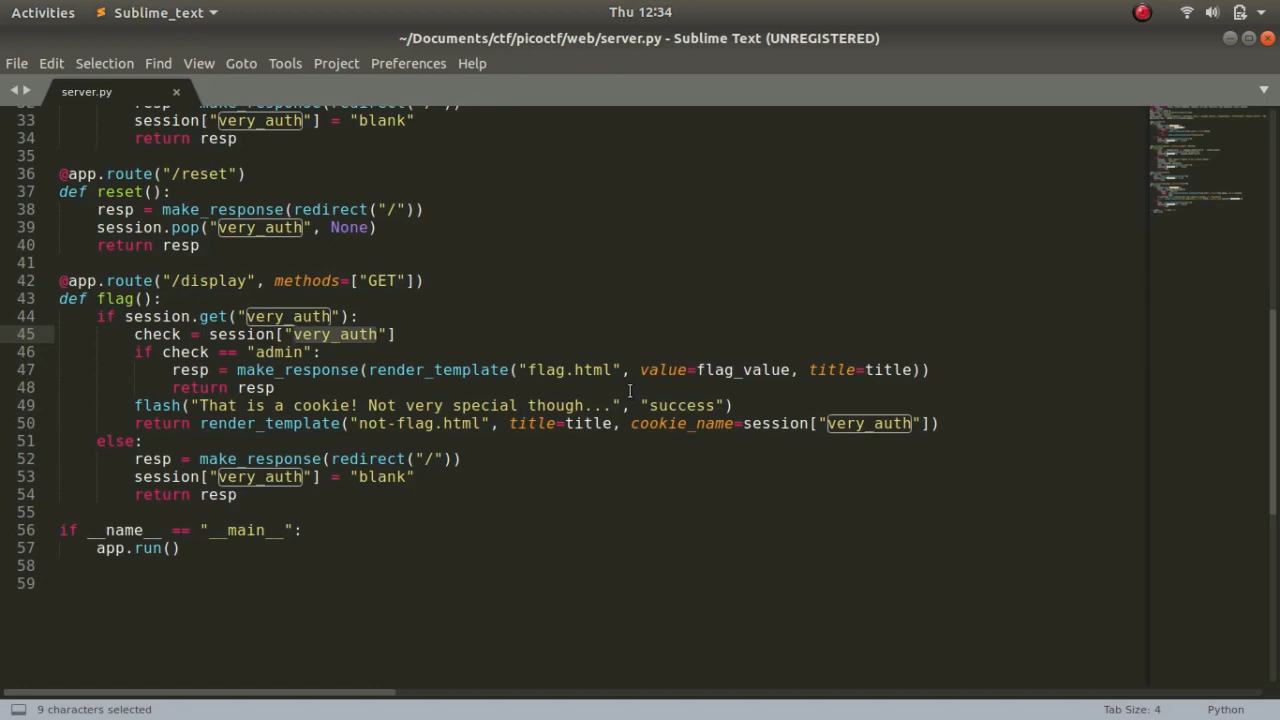 Activities Sublime_text Thu 12:34
~/Documents/ctf/picoctf/web/server.py - Sublime Text (UNREGISTERED)
File Edit Selection Find View Goto Tools Project Preferences Help
server.py ×
32 resp = make_response(redirect("/"))
33 session["very_auth"] = "blank"
34 return resp
35
36 @app.route("/reset")
37 def reset():
38 resp = make_response(redirect("/"))
39 session.pop("very_auth", None)
40 return resp
41
42 @app.route("/display", methods=["GET"])
43 def flag():
44 if session.get("very_auth"):
45 check = session["very_auth"]
46 if check == "admin":
47 resp = make_response(render_template("flag.html", value=flag_value, title=title))
48 return resp
49 flash("That is a cookie! Not very special though...", "success")
50 return render_template("not-flag.html", title=title, cookie_name=session["very_auth"])
51 else:
52 resp = make_response(redirect("/"))
53 session["very_auth"] = "blank"
54 return resp
55
56 if __name__ == "__main__":
57 app.run()
58
59
9 characters selected Tab Size: 4 Python